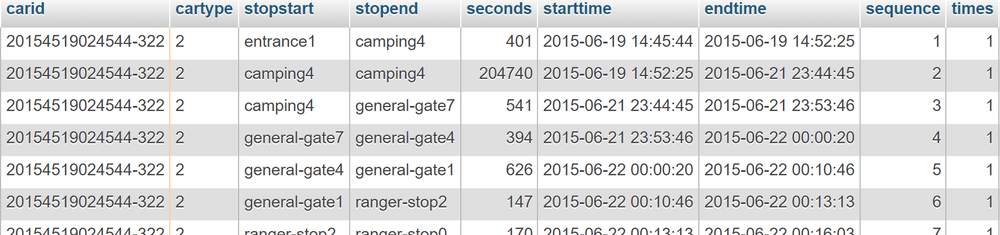 carid cartype stopstart stopend seconds starttime endtime sequence times
20154519024544-322 2 entrance1 camping4 401 2015-06-19 14:45:44 2015-06-19 14:52:25 1 1
20154519024544-322 2 camping4 camping4 204740 2015-06-19 14:52:25 2015-06-21 23:44:45 2 1
20154519024544-322 2 camping4 general-gate7 541 2015-06-21 23:44:45 2015-06-21 23:53:46 3 1
20154519024544-322 2 general-gate7 general-gate4 394 2015-06-21 23:53:46 2015-06-22 00:00:20 4 1
20154519024544-322 2 general-gate4 general-gate1 626 2015-06-22 00:00:20 2015-06-22 00:10:46 5 1
20154519024544-322 2 general-gate1 ranger-stop2 147 2015-06-22 00:10:46 2015-06-22 00:13:13 6 1
20154519024544-322 2 ranger-stop2 ranger-stop0 170 2015-06-22 00:13:13 2015-06-22 00:16:03 7 1